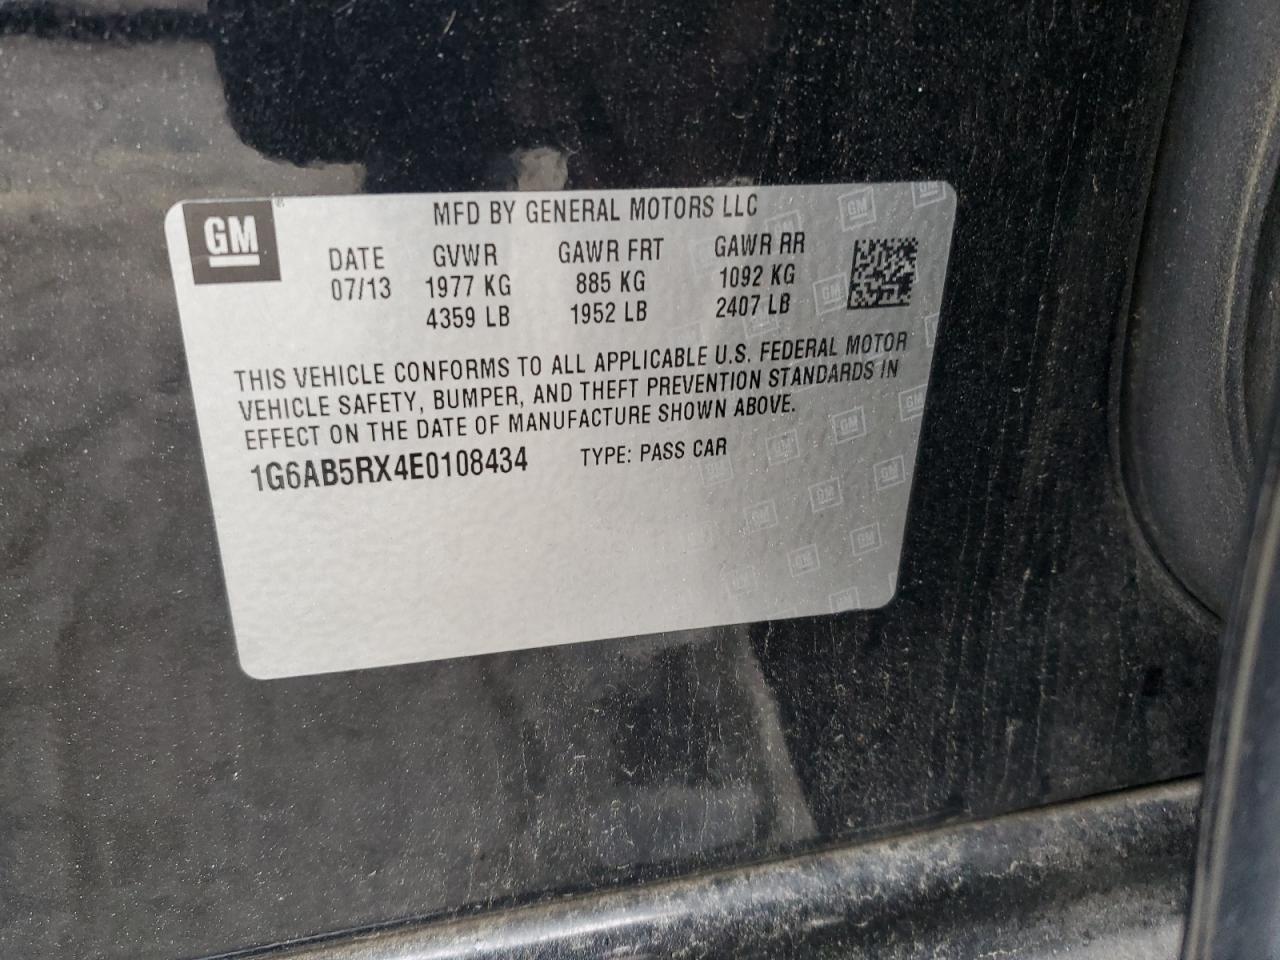 GM
MFD BY GENERAL MOTORS LLC
DATE GVWR GAWR FRT GAWR RR
07/13 1977 KG 885 KG 1092 KG
4359 LB 1952 LB 2407 LB
THIS VEHICLE CONFORMS TO ALL APPLICABLE U.S. FEDERAL MOTOR
VEHICLE SAFETY, BUMPER, AND THEFT PREVENTION STANDARDS IN
EFFECT ON THE DATE OF MANUFACTURE SHOWN ABOVE.
1G6AB5RX4E0108434 TYPE: PASS CAR